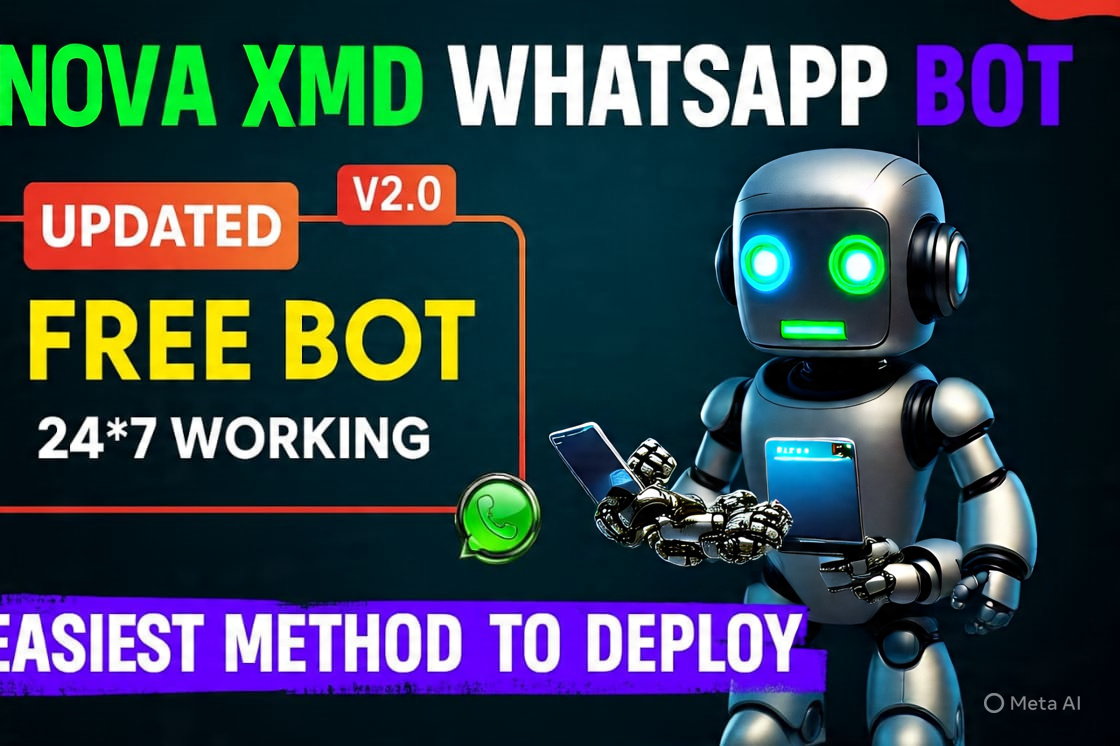 NOVA XMD WHATSAPP BOT
UPDATED
V2.0
FREE BOT
24*7 WORKING
EASIEST METHOD TO DEPLOY
Meta AI